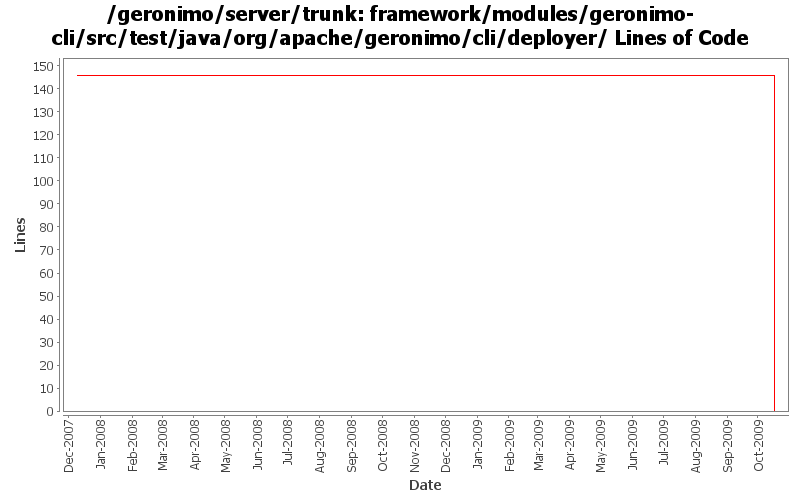 /geronimo/server/trunk: framework/modules/geronimo-
cli/src/test/java/org/apache/geronimo/cli/deployer/ Lines of Code
150
140
130
120
110
100
90
80
70
60
50
40
30
20
10
0
Lines
Dec-2007
Jan-2008
Feb-2008
Mar-2008
Apr-2008
May-2008
Jun-2008
Jul-2008
Aug-2008
Sep-2008
Oct-2008
Nov-2008
Dec-2008
Jan-2009
Feb-2009
Mar-2009
Apr-2009
May-2009
Jun-2009
Jul-2009
Aug-2009
Sep-2009
Oct-2009
Date